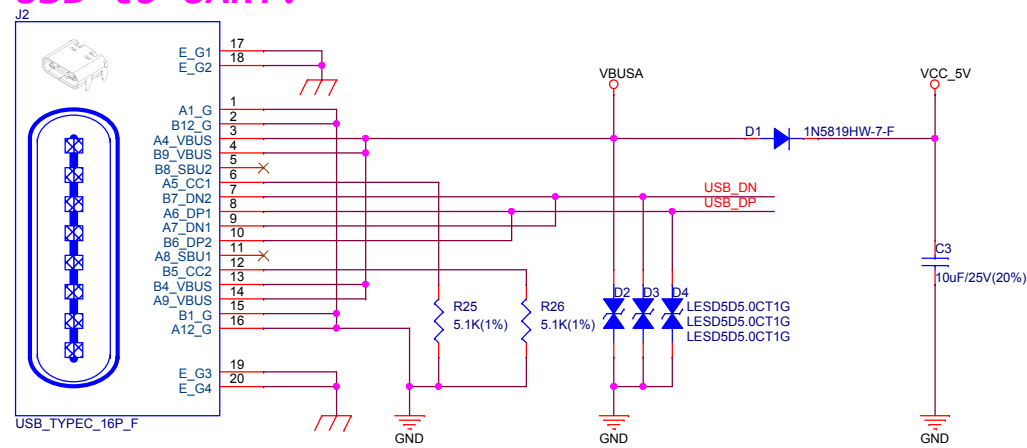 USB to UART:
J2
E_G1 17
E_G2 18
A1_G 1
B12_G 2
A4_VBUS 3
B9_VBUS 4
B8_SBU2 5
A5_CC1 6
B7_DN2 7
A6_DP1 8
A7_DN1 9
B6_DP2 10
A8_SBU1 11
B5_CC2 12
B4_VBUS 13
A9_VBUS 14
B1_G 15
A12_G 16
E_G3 19
E_G4 20
USB_TYPEC_16P_F
R25
5.1K(1%)
R26
5.1K(1%)
GND
VBUSA
D1 1N5819HW-7-F
VCC_5V
USB_DN
USB_DP
D2 D3 D4
LESD5D5.0CT1G
LESD5D5.0CT1G
LESD5D5.0CT1G
GND
C3
10uF/25V(20%)
GND